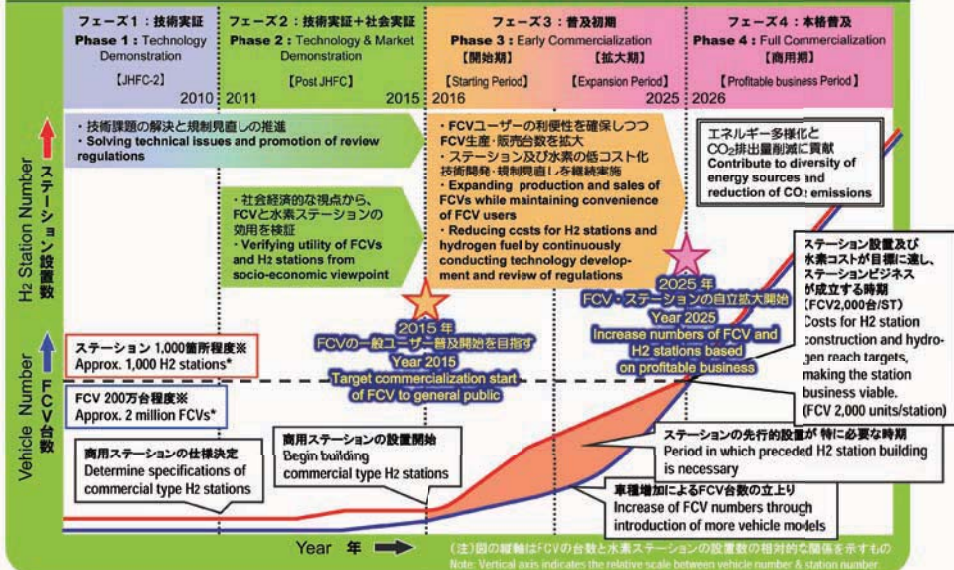 フェーズ1:技術実証
Phase 1 : Technology
Demonstration
【JHFC-2】
2010
フェーズ2:技術実証+社会実証
Phase 2 : Technology & Market
Demonstration
【Post JHFC】
2011
2015
フェーズ3:普及初期
Phase 3 : Early Commercialization
【開始期】
【拡大期】
【Starting Period】
【Expansion Period】
2016
2025
フェーズ4:本格普及
Phase 4 : Full Commercialization
【商用期】
【Profitable business Period】
2026
・技術課題の解決と規制見直しの推進
・Solving technical issues and promotion of review
regulations
・社会経済的な視点から、
FCVと水素ステーションの
効用を検証
・Verifying utility of FCVs
and H2 stations from
socio-economic viewpoint
・FCVユーザーの利便性を確保しつつ
FCV生産・販売台数を拡大
・ステーション及び水素の低コスト化
技術開発・規制見直しを継続実施
・Expanding production and sales of
FCVs while maintaining convenience
of FCV users
・Reducing costs for H2 stations and
hydrogen fuel by continuously
conducting technology develop-
ment and review of regulations
エネルギー多様化と
CO2排出量削減に貢献
Contribute to diversity of
energy sources and
reduction of CO2 emissions
H2 Station Number
ステーション設置数
Vehicle Number
FCV台数
2015年
FCVの一般ユーザー普及開始を目指す
Year 2015
Target commercialization start
of FCV to general public
2025年
FCV・ステーションの自立拡大開始
Year 2025
Increase numbers of FCV and
H2 stations based
on profitable business
ステーション設置及び
水素コストが目標に達し、
ステーションビジネス
が成立する時期
(FCV2,000台/ST)
Costs for H2 station
construction and hydro-
gen reach targets,
making the station
business viable.
(FCV 2,000 units/station)
ステーション 1,000箇所程度※
Approx. 1,000 H2 stations*
FCV 200万台程度※
Approx. 2 million FCVs*
商用ステーションの仕様決定
Determine specifications of
commercial type H2 stations
商用ステーションの設置開始
Begin building
commercial type H2 stations
ステーションの先行的設置が 特に必要な時期
Period in which preceded H2 station building
is necessary
車種増加によるFCV台数の立上り
Increase of FCV numbers through
introduction of more vehicle models
Year 年
(注)図の縦軸はFCVの台数と水素ステーションの設置数の相対的な関係を示すもの
Note: Vertical axis indicates the relative scale between vehicle number & station number.